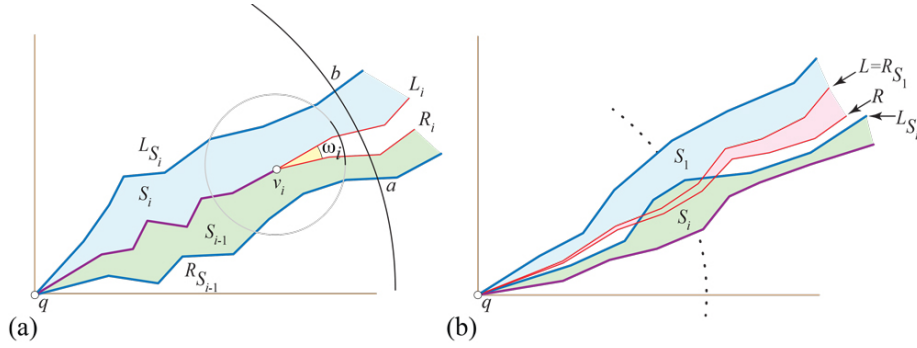 b
L_i
R_i
ω_i
L_{S_i}
v_i
a
S_i
S_{i-1}
R_{S_{i-1}}
q
(a)
L=R_{S_1}
R
L_{S_i}
S_1
S_i
q
(b)